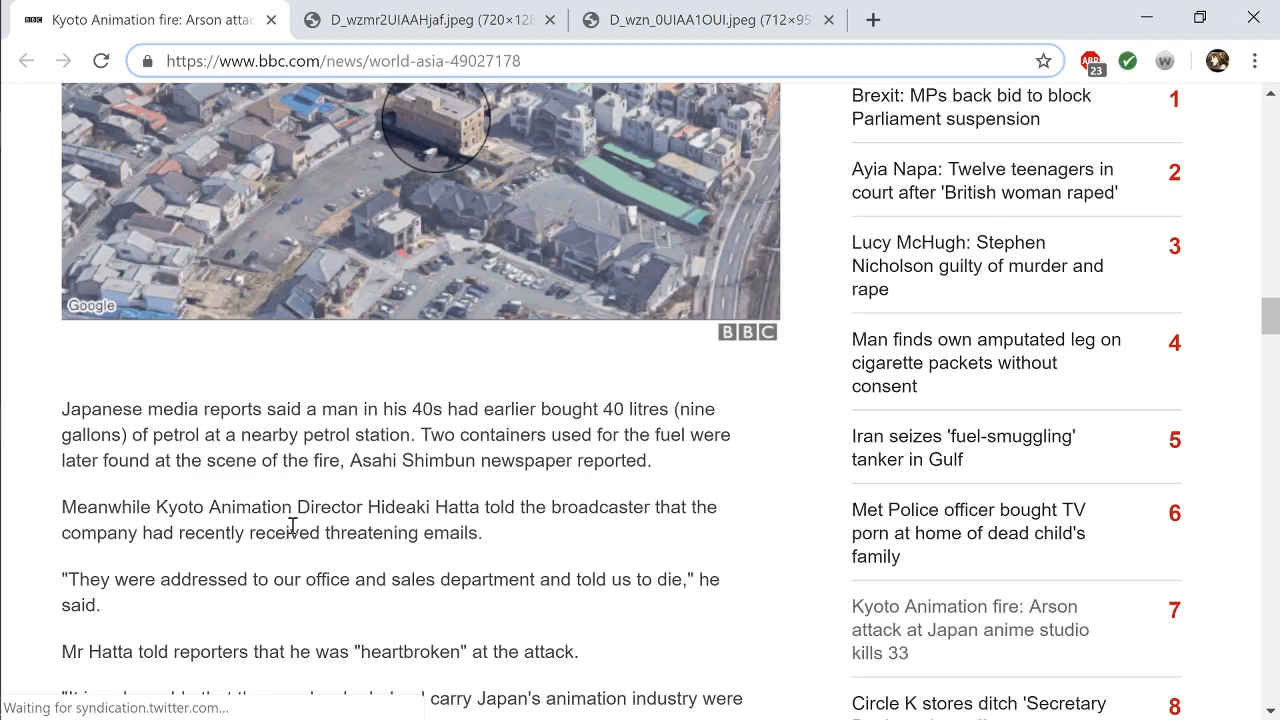 Kyoto Animation fire: Arson attac
D_wzmr2UIAAHjaf.jpeg (720×128
D_wzn_0UIAA1OUI.jpeg (712×95
https://www.bbc.com/news/world-asia-49027178
ABP
23
W
Google
BBC
Japanese media reports said a man in his 40s had earlier bought 40 litres (nine
gallons) of petrol at a nearby petrol station. Two containers used for the fuel were
later found at the scene of the fire, Asahi Shimbun newspaper reported.
Meanwhile Kyoto Animation Director Hideaki Hatta told the broadcaster that the
company had recently received threatening emails.
"They were addressed to our office and sales department and told us to die," he
said.
Mr Hatta told reporters that he was "heartbroken" at the attack.
carry Japan's animation industry were
Waiting for syndication.twitter.com...
Brexit: MPs back bid to block
Parliament suspension
1
Ayia Napa: Twelve teenagers in
court after 'British woman raped'
2
Lucy McHugh: Stephen
Nicholson guilty of murder and
rape
3
Man finds own amputated leg on
cigarette packets without
consent
4
Iran seizes 'fuel-smuggling'
tanker in Gulf
5
Met Police officer bought TV
porn at home of dead child's
family
6
Kyoto Animation fire: Arson
attack at Japan anime studio
kills 33
7
Circle K stores ditch 'Secretary
8